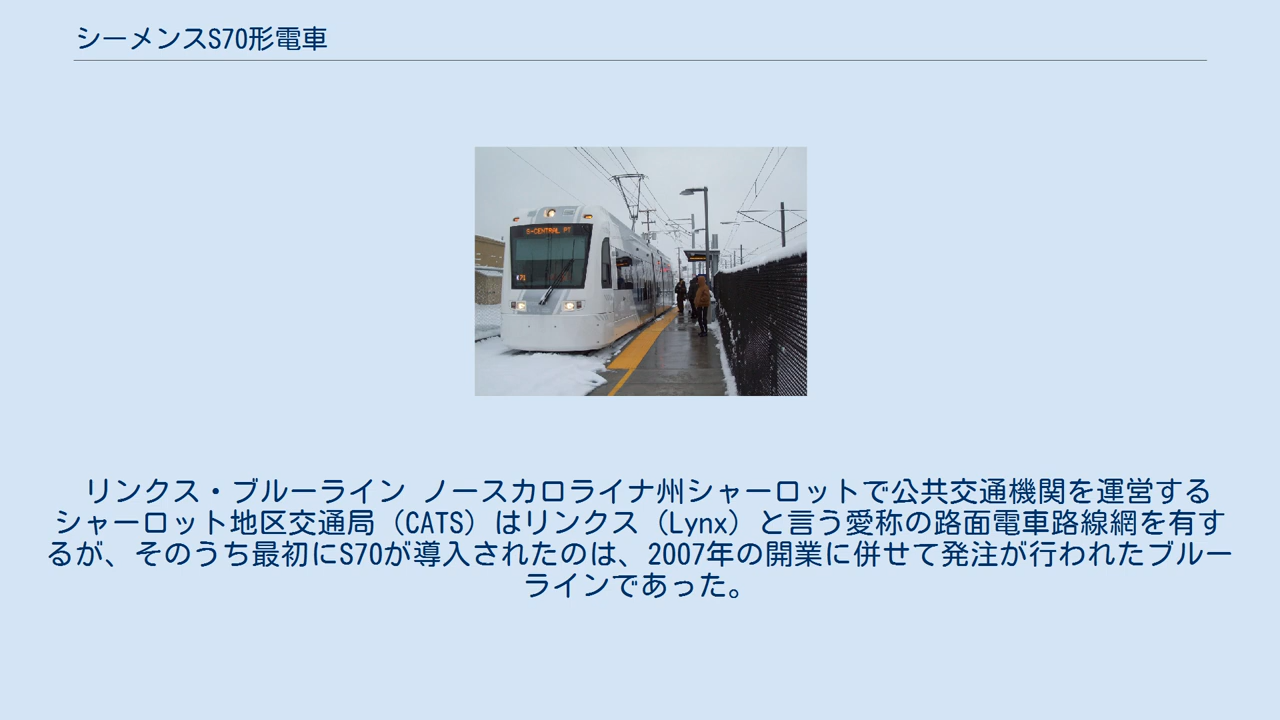 シーメンスS70形電車
S-CENTRAL PT
リンクス・ブルーライン ノースカロライナ州シャーロットで公共交通機関を運営する
シャーロット地区交通局（CATS）はリンクス（Lynx）と言う愛称の路面電車路線網を有す
るが、そのうち最初にS70が導入されたのは、2007年の開業に併せて発注が行われたブルー
ラインであった。